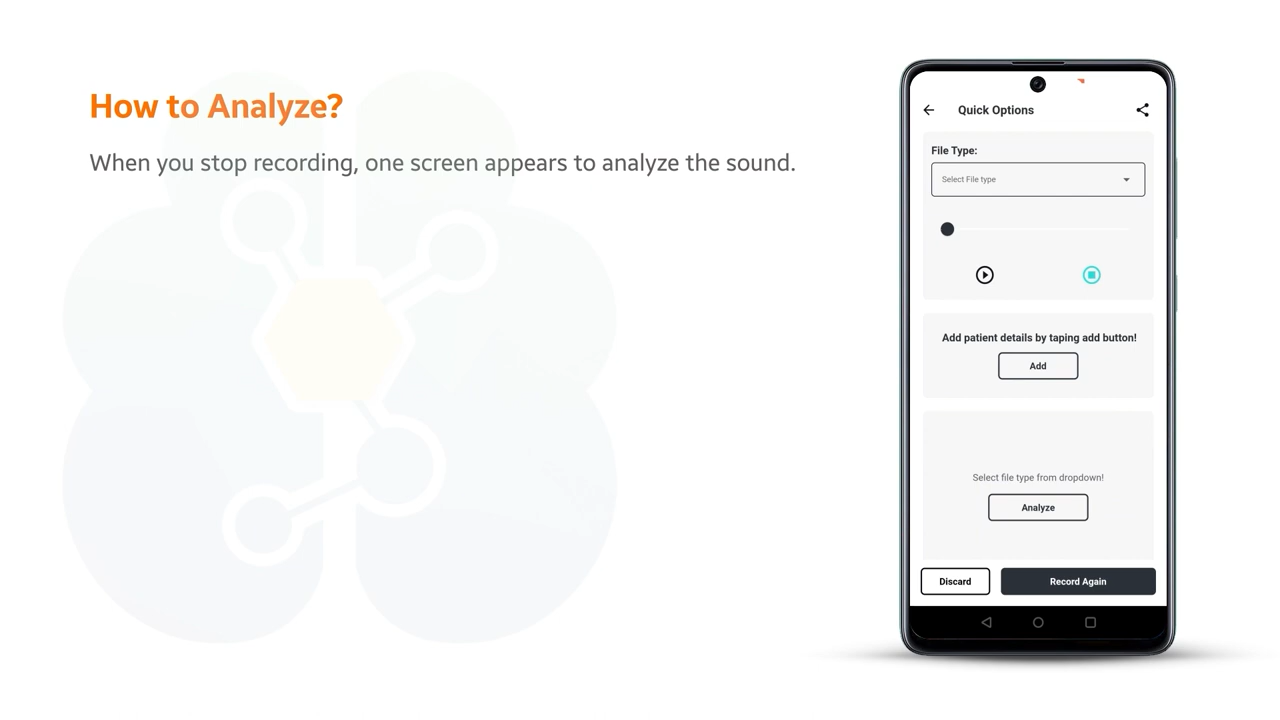 How to Analyze?
When you stop recording, one screen appears to analyze the sound.
Quick Options
File Type:
Select File type
Add patient details by taping add button!
Add
Select file type from dropdown!
Analyze
Discard
Record Again